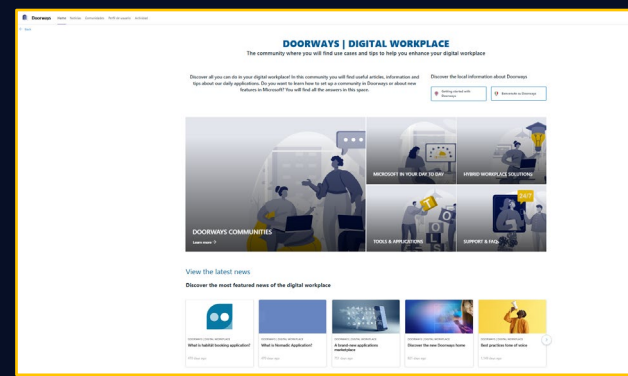 Doorways Home
DOORWAYS | DIGITAL WORKPLACE
The community where you will find use cases and tips to help you enhance your digital workplace
Discover all you can do in your digital workplace! In this community you will find useful articles, information and
tips about our daily applications. Do you want learn how to set up a community in Doorways or about new
features in Microsoft? You will find all the answers in this space.
Discover the local information about Doorways
Getting started with
Doorways
Bienvenido to Doorways
MICROSOFT IN YOUR DAY TO DAY
HYBRID WORKPLACE SOLUTIONS
24/7
DOORWAYS COMMUNITIES
Learn more >
TOOLS & APPLICATIONS
SUPPORT & FAQs
View the latest news
Discover the most featured news of the digital workplace
What is habitâ booking application?
What is Nomadic Application?
A brand-new applications
marketplace
Discover the new Doorways home
Best practices tone of voice